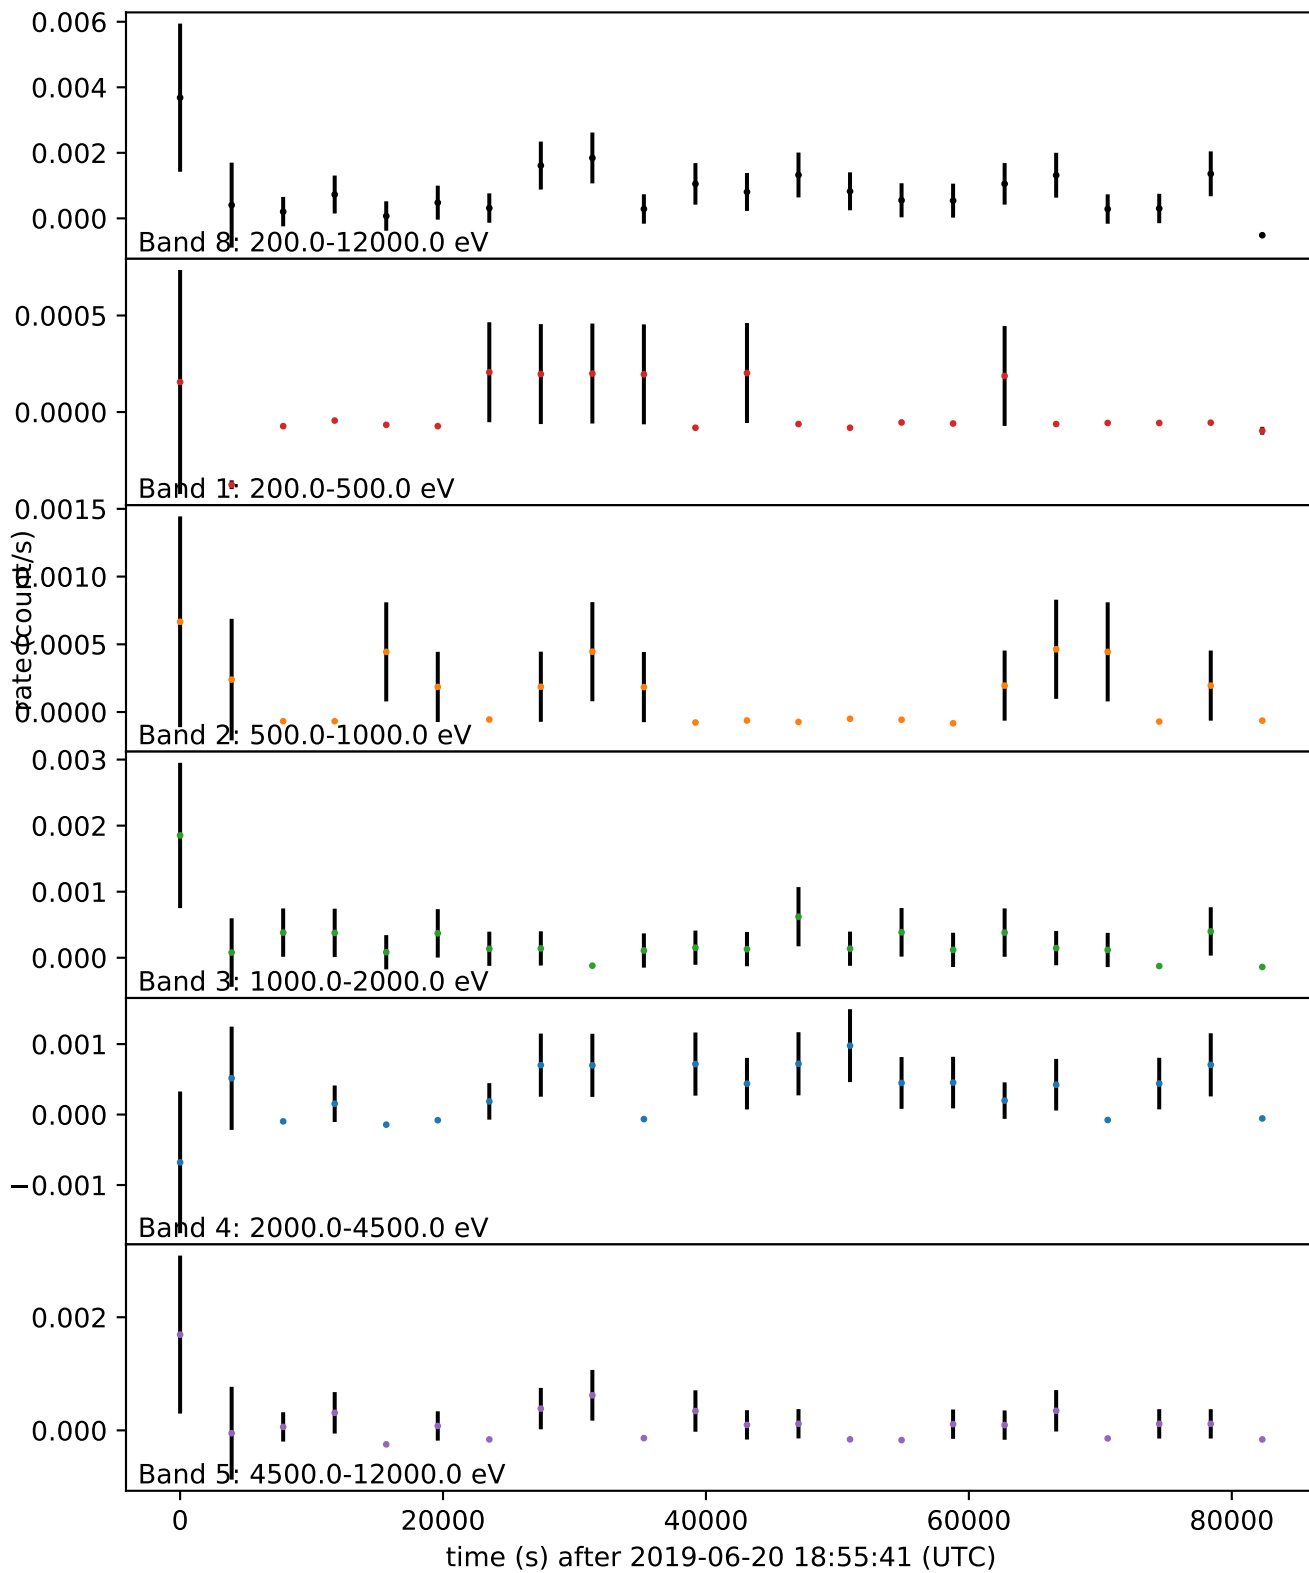 0.006
0.004
0.002
0.000
Band 8: 200.0-12000.0 eV
0.0005
0.0000
Band 1: 200.0-500.0 eV
0.0015
0.0010
0.0005
0.0000
rate (count/s)
Band 2: 500.0-1000.0 eV
0.003
0.002
0.001
0.000
Band 3: 1000.0-2000.0 eV
0.001
0.000
−0.001
Band 4: 2000.0-4500.0 eV
0.002
0.000
Band 5: 4500.0-12000.0 eV
0 20000 40000 60000 80000
time (s) after 2019-06-20 18:55:41 (UTC)